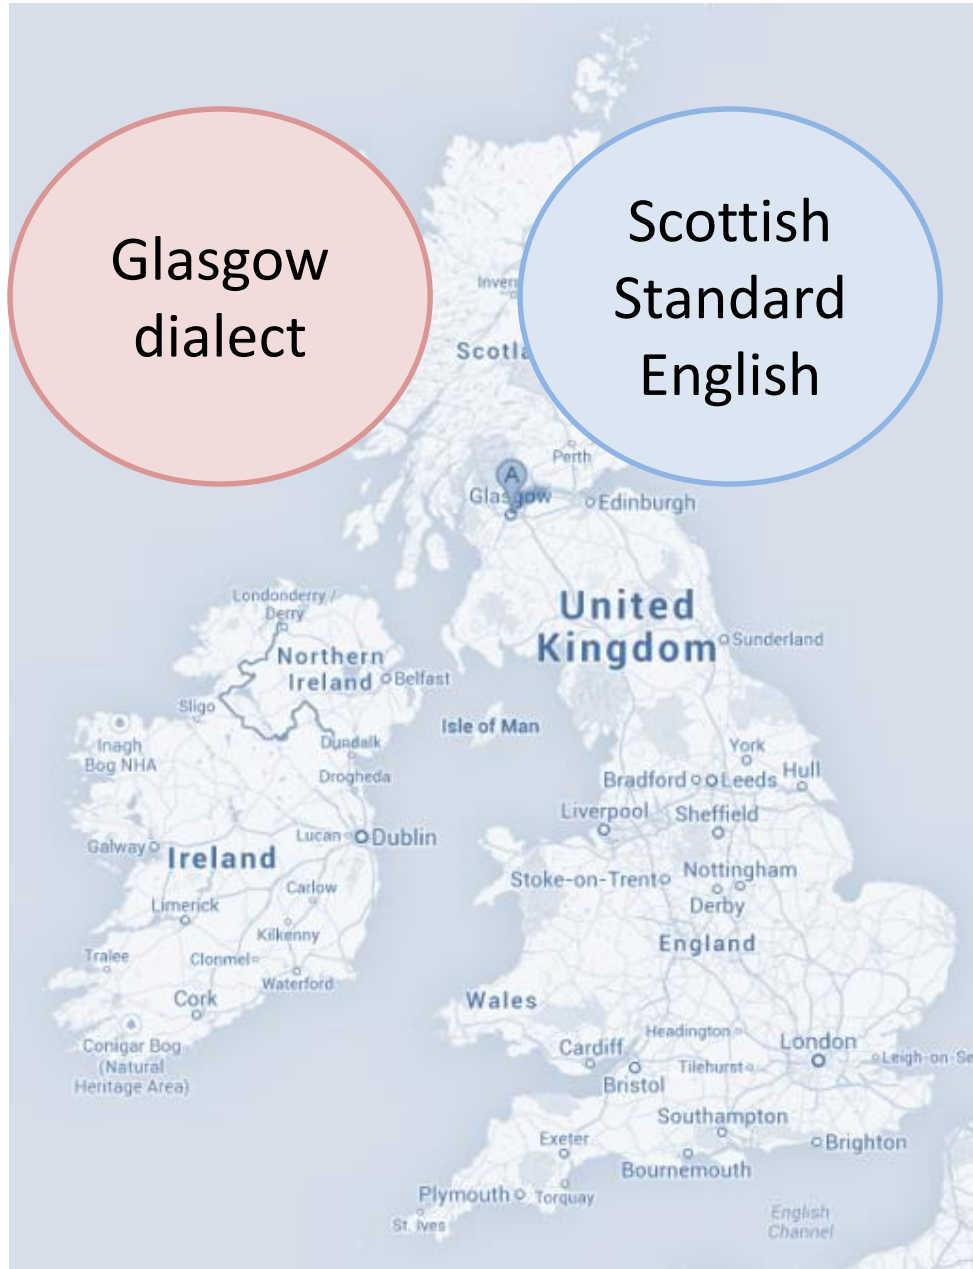 Glasgow
dialect
Scottish
Standard
English
Perth
A
Glasgow
Edinburgh
United
Kingdom
Londonderry /
Derry
Sunderland
Northern
Ireland
Belfast
Sligo
Isle of Man
Inagh
Bog NHA
Dundalk
Drogheda
York
Bradford
Leeds
Hull
Liverpool
Sheffield
Lucan
Dublin
Galway
Ireland
Stoke-on-Trent
Nottingham
Derby
Carlow
Limerick
Kilkenny
England
Tralee
Clonmel
Waterford
Cork
Wales
Conigar Bog
(Natural
Heritage Area)
Headington
London
Cardiff
Tilehurst
Leigh-on-Se
Bristol
Southampton
Exeter
Brighton
Bournemouth
Plymouth
Torquay
St. Ives
English
Channel